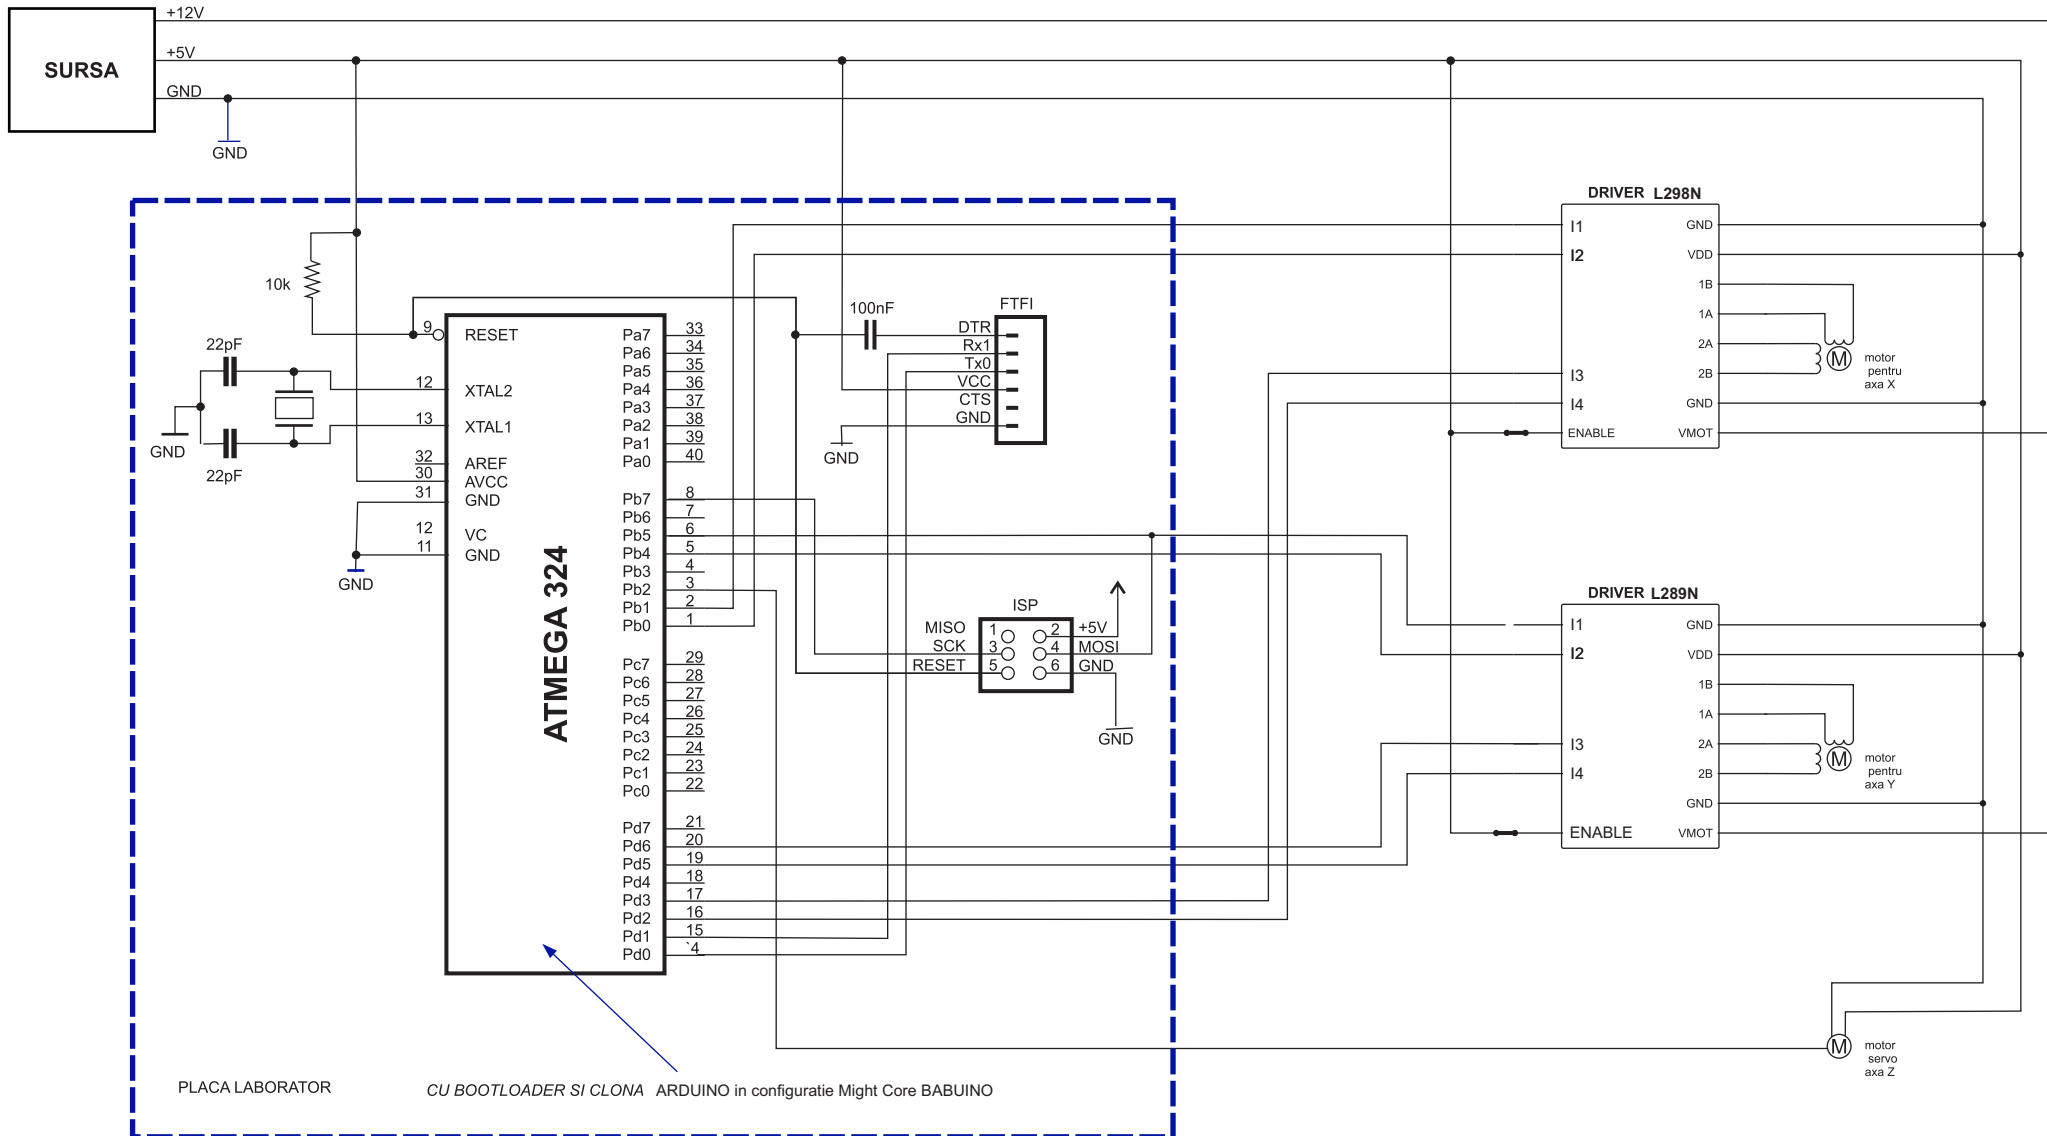 +12V
+5V
SURSA
GND
GND
DRIVER L298N
I1
GND
I2
VDD
1B
1A
2A
2B
I3
I4
GND
ENABLE
VMOT
M
motor
pentru
axa X
10k
100nF
FTFI
DTR
Rx1
Tx0
VCC
CTS
GND
GND
22pF
22pF
GND
9
RESET
12
XTAL2
13
XTAL1
32
AREF
30
AVCC
31
GND
12
VC
11
GND
GND
ATMEGA 324
Pa7 33
Pa6 34
Pa5 35
Pa4 36
Pa3 37
Pa2 38
Pa1 39
Pa0 40
Pb7 8
Pb6 7
Pb5 6
Pb4 5
Pb3 4
Pb2 3
Pb1 2
Pb0 1
Pc7 29
Pc6 28
Pc5 27
Pc4 26
Pc3 25
Pc2 24
Pc1 23
Pc0 22
Pd7 21
Pd6 20
Pd5 19
Pd4 18
Pd3 17
Pd2 16
Pd1 15
Pd0 `4
ISP
MISO 1 2 +5V
SCK 3 4 MOSI
RESET 5 6 GND
GND
DRIVER L289N
I1
GND
I2
VDD
1B
1A
I3
2A
I4
2B
GND
ENABLE
VMOT
M
motor
pentru
axa Y
M
motor
servo
axa Z
PLACA LABORATOR
CU BOOTLOADER SI CLONA ARDUINO in configuratie Might Core BABUINO